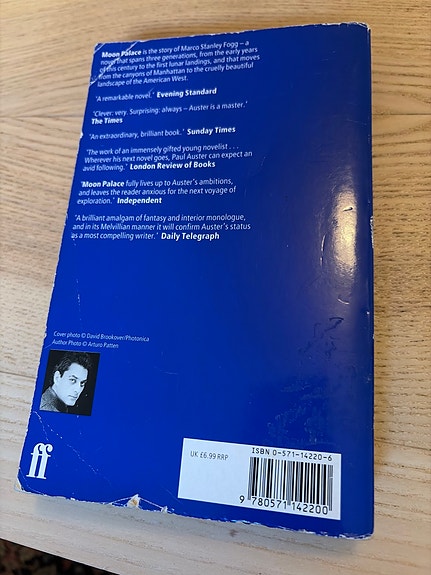 Moon Palace is the story of Marco Stanley Fogg – a
novel that spans three generations, from the early years
of this century to the first lunar landings, and that moves
from the canyons of Manhattan to the cruelly beautiful
landscape of the American West.
'A remarkable novel.' Evening Standard
'Clever: very. Surprising: always – Auster is a master.'
The Times
'An extraordinary, brilliant book.' Sunday Times
'The work of an immensely gifted young novelist . . .
Wherever his next novel goes, Paul Auster can expect an
avid following.' London Review of Books
'Moon Palace fully lives up to Auster's ambitions,
and leaves the reader anxious for the next voyage of
exploration.' Independent
'A brilliant amalgam of fantasy and interior monologue,
and in its Melvillian manner it will confirm Auster's status
as a most compelling writer.' Daily Telegraph
Cover photo © David Brookover/Photonica
Author Photo © Arturo Patten
ff
UK £6.99 RRP
ISBN 0-571-14220-6
9 780571 142200